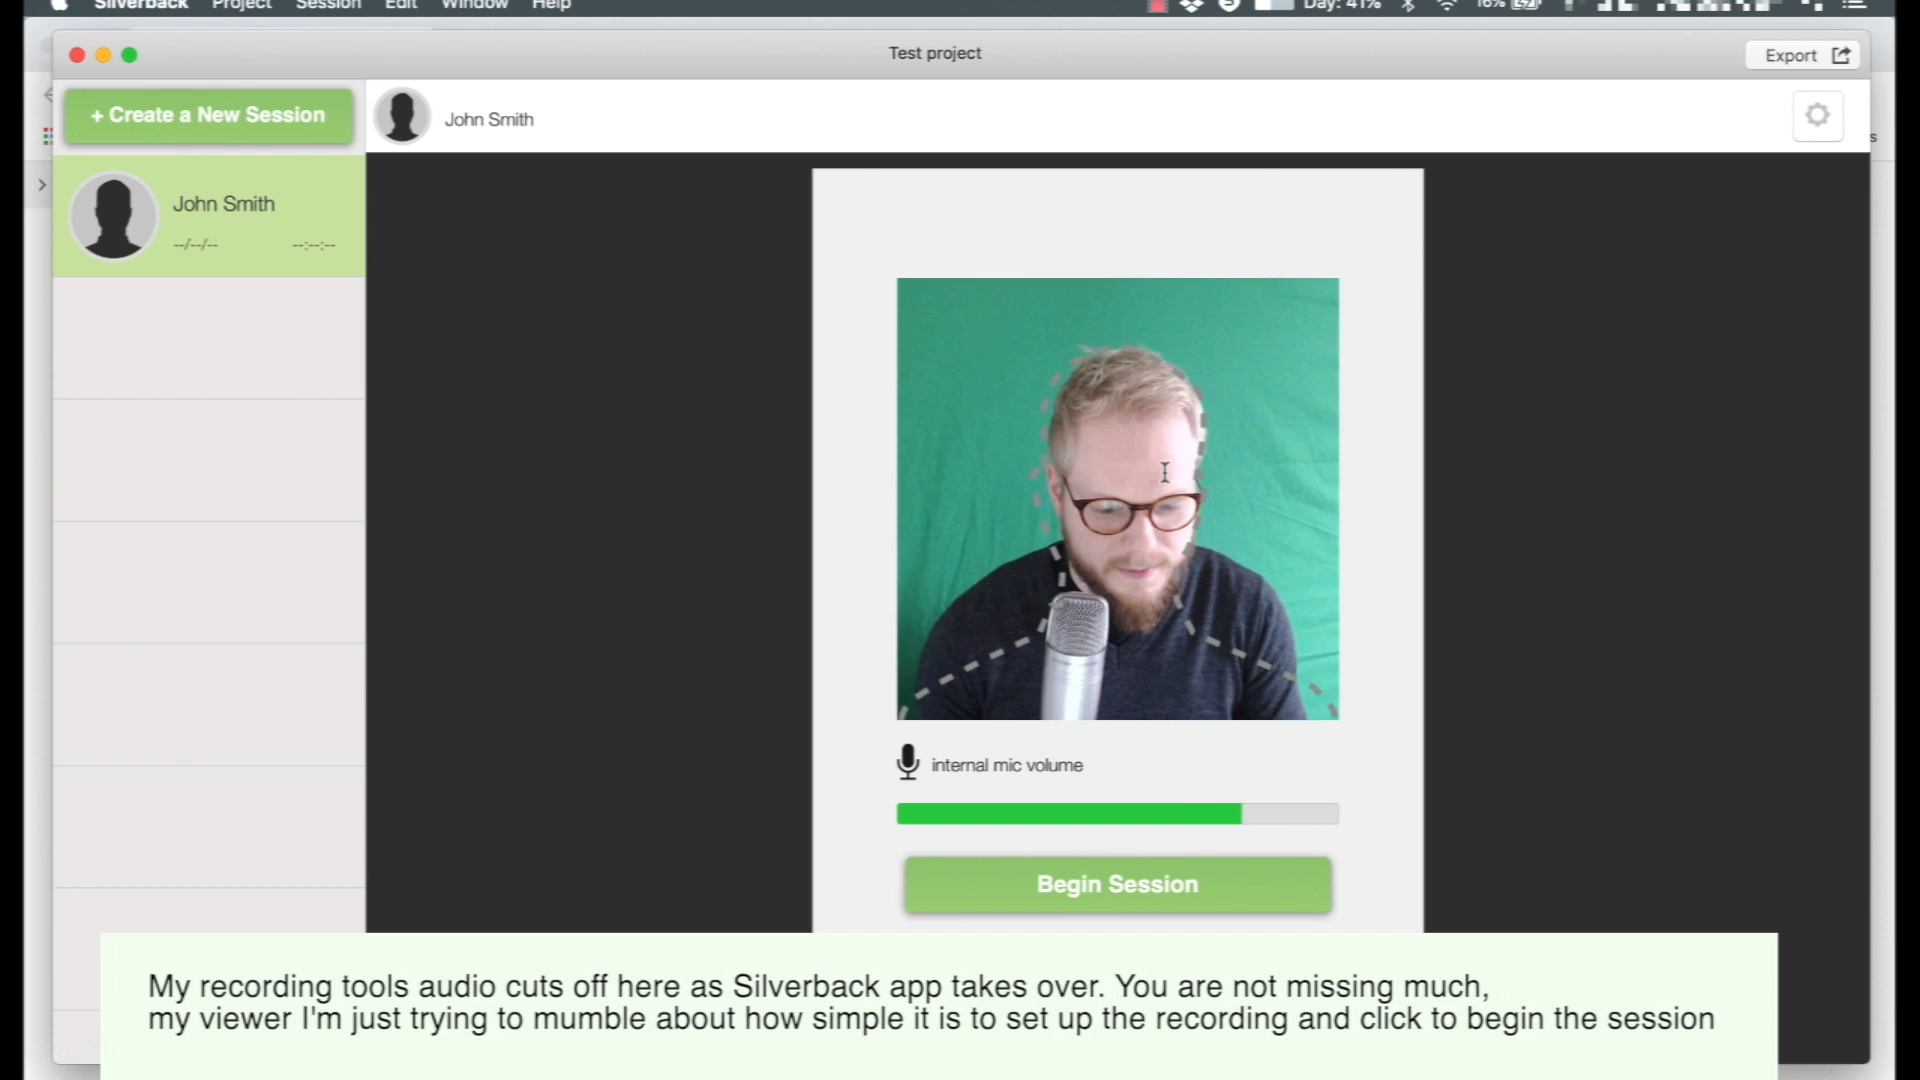 Silverback Project Session Edit Window Help Day: 41% 16%
Test project
Export
+ Create a New Session
John Smith
John Smith
--/--/-- --:--:--
s
internal mic volume
Begin Session
My recording tools audio cuts off here as Silverback app takes over. You are not missing much,
my viewer I'm just trying to mumble about how simple it is to set up the recording and click to begin the session